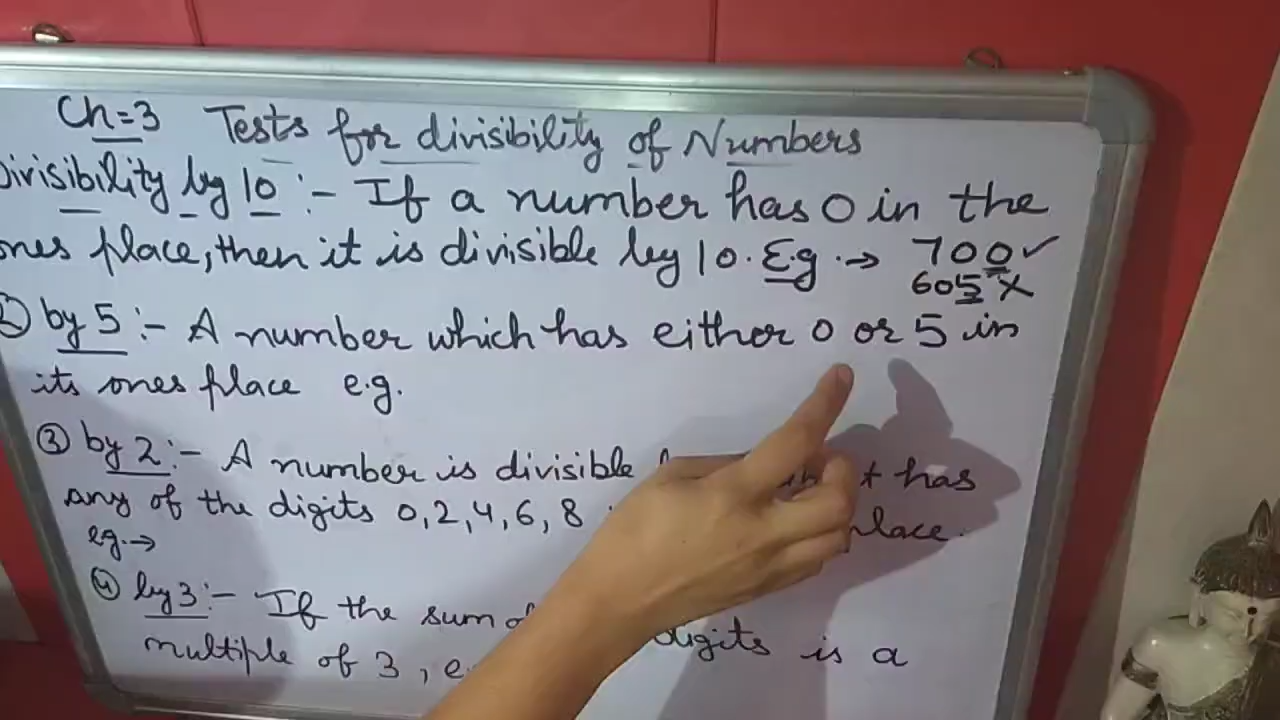 Ch=3 Tests for divisibility of Numbers
Divisibility by 10 :- If a number has 0 in the
ones place, then it is divisible by 10. E.g → 700 ✓
605 X
② by 5 :- A number which has either 0 or 5 in
its ones place e.g.
③ by 2 :- A number is divisible has
any of the digits 0, 2, 4, 6, 8 place.
eg. →
④ by 3 :- If the sum of digits is a
multiple of 3,